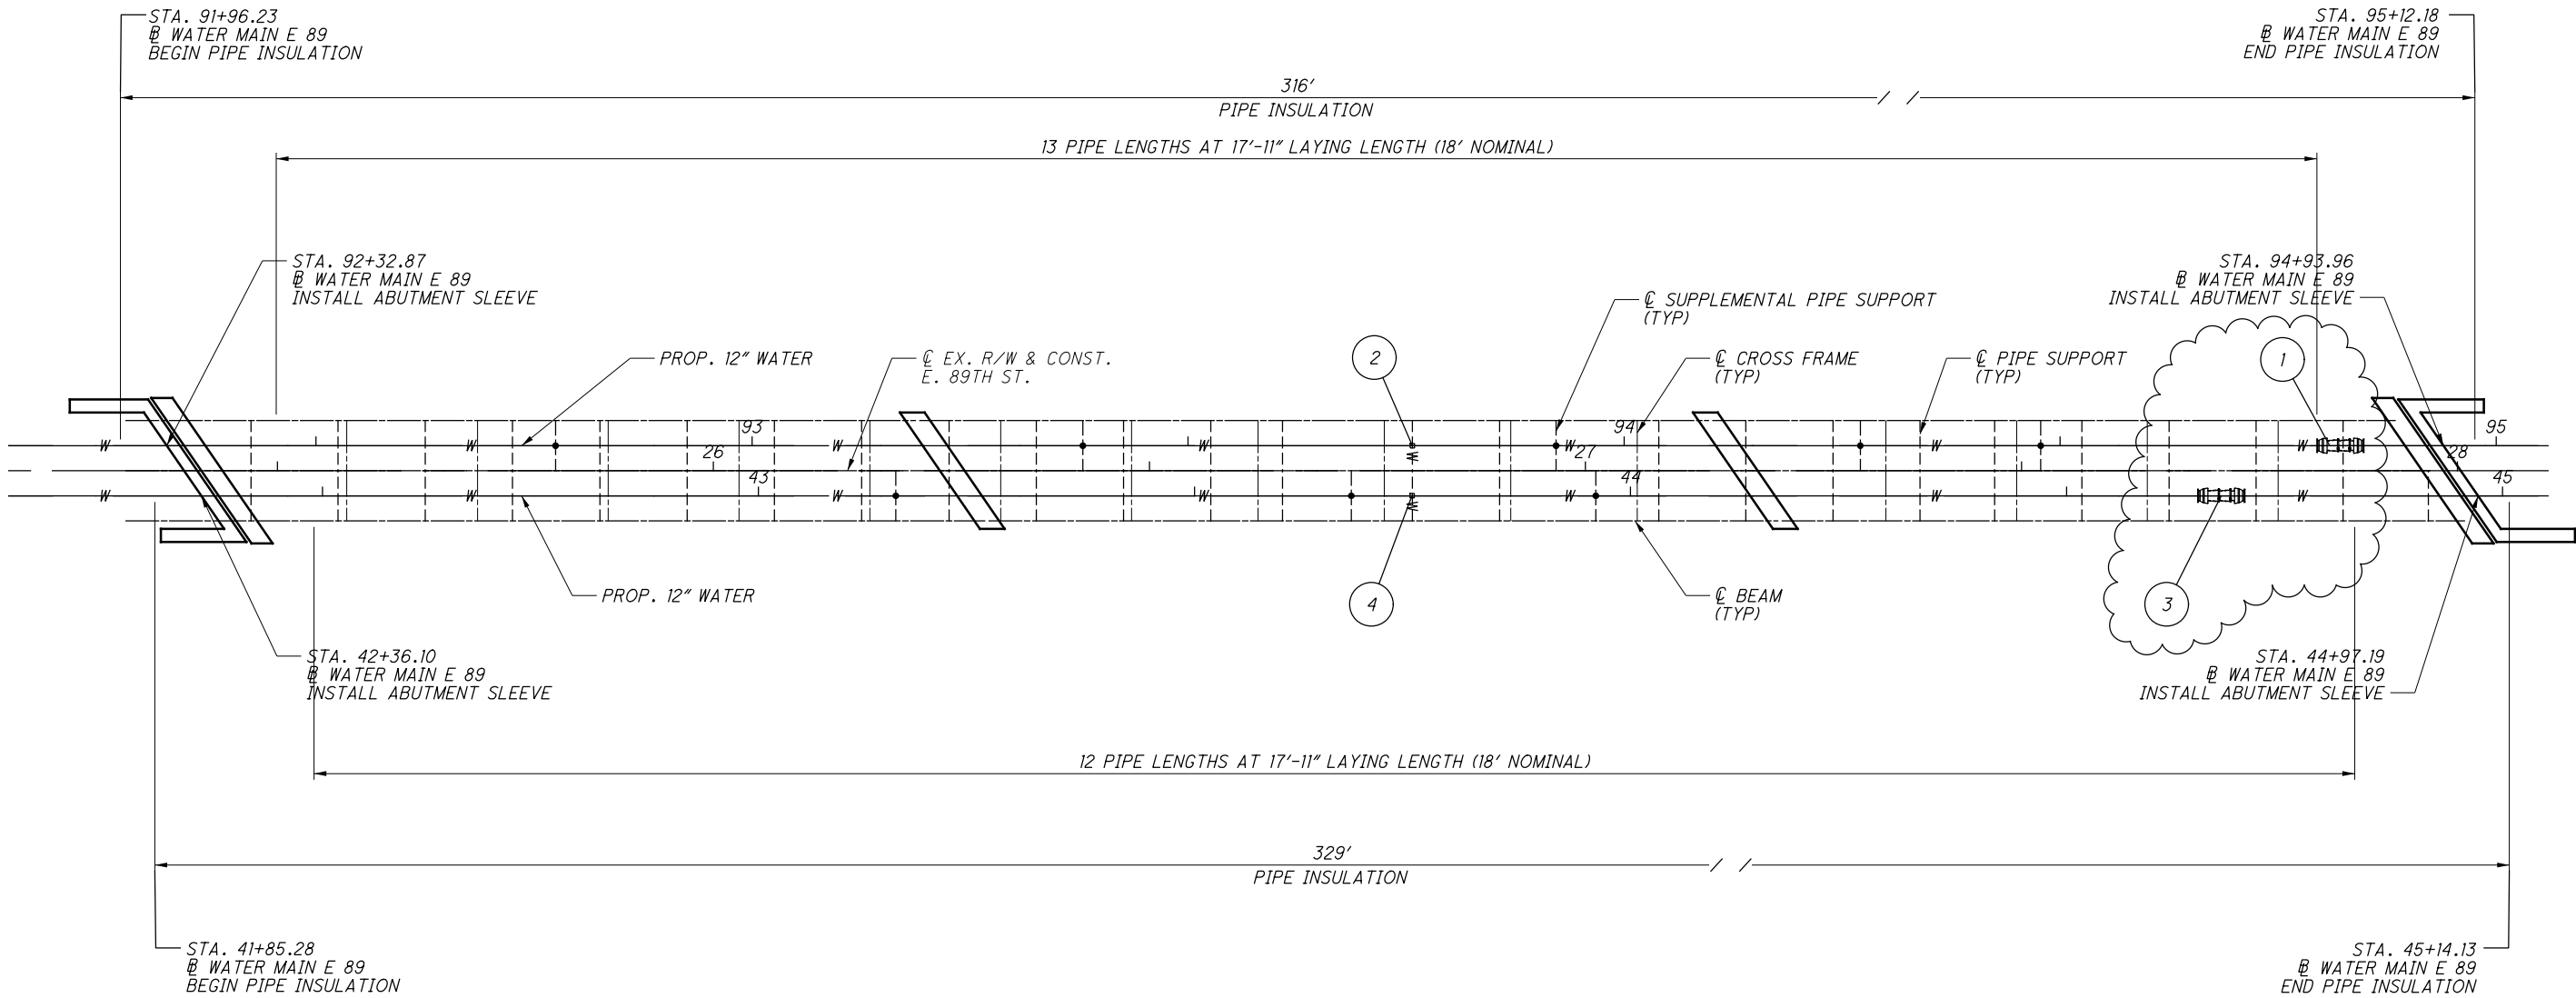 STA. 91+96.23
℄ WATER MAIN E 89
BEGIN PIPE INSULATION
STA. 95+12.18
℄ WATER MAIN E 89
END PIPE INSULATION
316'
PIPE INSULATION
13 PIPE LENGTHS AT 17'-11" LAYING LENGTH (18' NOMINAL)
STA. 92+32.87
℄ WATER MAIN E 89
INSTALL ABUTMENT SLEEVE
STA. 94+93.96
℄ WATER MAIN E 89
INSTALL ABUTMENT SLEEVE
℄ SUPPLEMENTAL PIPE SUPPORT
(TYP)
PROP. 12" WATER
℄ EX. R/W & CONST.
E. 89TH ST.
2
℄ CROSS FRAME
(TYP)
℄ PIPE SUPPORT
(TYP)
1
93
94
95
W W W W W W W W
26
27
28
43
44
45
W W W W W W W W
PROP. 12" WATER
4
℄ BEAM
(TYP)
3
STA. 42+36.10
℄ WATER MAIN E 89
INSTALL ABUTMENT SLEEVE
STA. 44+97.19
℄ WATER MAIN E 89
INSTALL ABUTMENT SLEEVE
12 PIPE LENGTHS AT 17'-11" LAYING LENGTH (18' NOMINAL)
329'
PIPE INSULATION
STA. 41+85.28
℄ WATER MAIN E 89
BEGIN PIPE INSULATION
STA. 45+14.13
℄ WATER MAIN E 89
END PIPE INSULATION